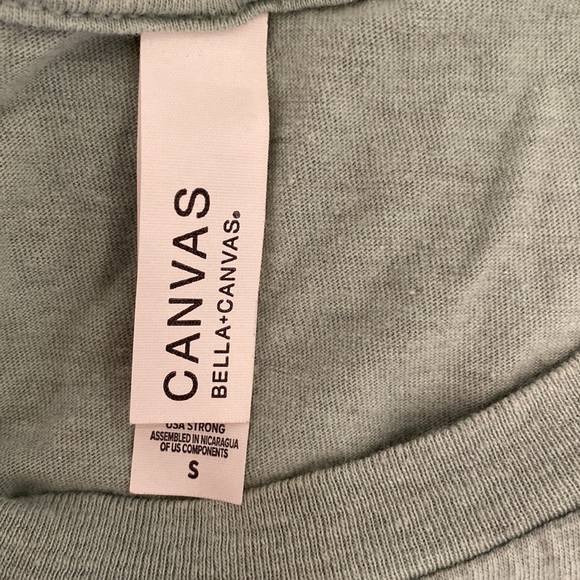 CANVAS
BELLA+CANVAS®
USA STRONG
ASSEMBLED IN NICARAGUA
OF US COMPONENTS
S